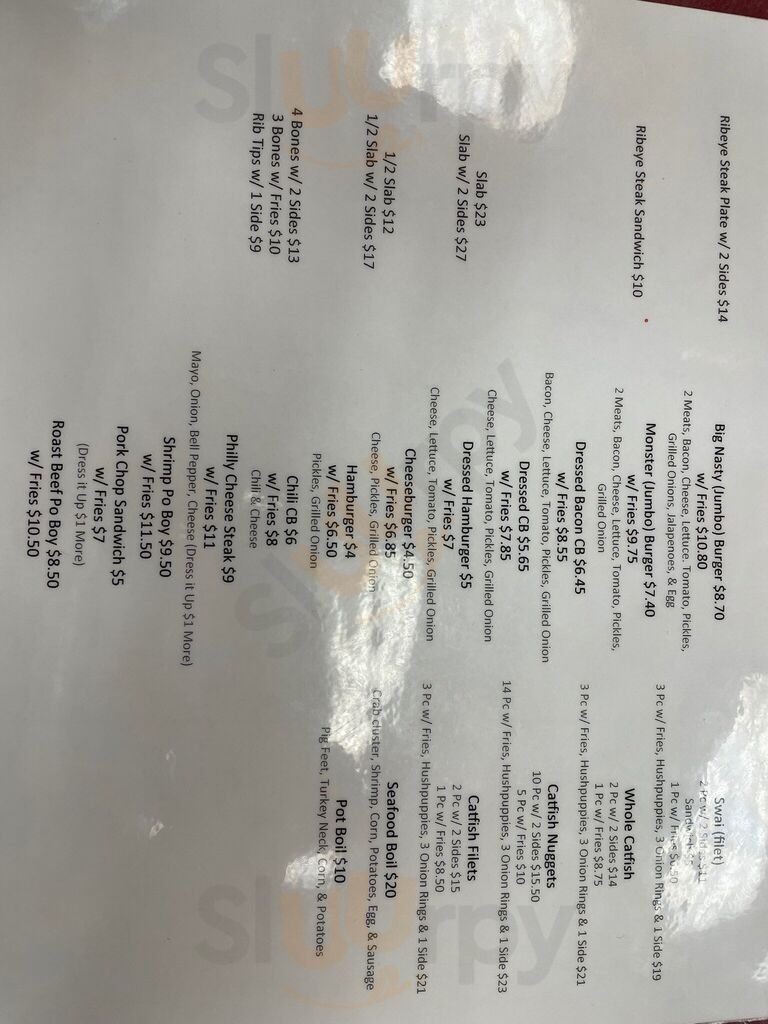 Ribeye Steak Plate w/ 2 Sides $14
Ribeye Steak Sandwich $10
Slab $23
Slab w/ 2 Sides $27
1/2 Slab $12
1/2 Slab w/ 2 Sides $17
4 Bones w/ 2 Sides $13
3 Bones w/ Fries $10
Rib Tips w/ 1 Side $9
Big Nasty (Jumbo) Burger $8.70
w/ Fries $10.80
2 Meats, Bacon, Cheese, Lettuce. Tomato, Pickles,
Grilled Onions, Jalapenoes, & Egg
Monster (Jumbo) Burger $7.40
w/ Fries $9.75
2 Meats, Bacon, Cheese, Lettuce, Tomato, Pickles,
Grilled Onion
Dressed Bacon CB $6.45
w/ Fries $8.55
Bacon, Cheese, Lettuce, Tomato, Pickles, Grilled Onion
Dressed CB $5.65
w/ Fries $7.85
Cheese, Lettuce, Tomato, Pickles, Grilled Onion
Dressed Hamburger $5
w/ Fries $7
Cheese, Lettuce, Tomato, Pickles, Grilled Onion
Cheeseburger $4.50
w/ Fries $6.85
Cheese, Pickles, Grilled Onion
Hamburger $4
w/ Fries $6.50
Pickles, Grilled Onion
Chili CB $6
w/ Fries $8
Chili & Cheese
Philly Cheese Steak $9
w/ Fries $11
Mayo, Onion, Bell Pepper, Cheese (Dress it Up $1 More)
Shrimp Po Boy $9.50
w/ Fries $11.50
Pork Chop Sandwich $5
w/ Fries $7
(Dress it Up $1 More)
Roast Beef Po Boy $8.50
w/ Fries $10.50
Swai (filet)
2 Pc w/ 2 Sides
1 Pc w/ Fries
3 Pc w/ Fries, Hushpuppies, 3 Onion Rings & 1 Side $19
Whole Catfish
2 Pc w/ 2 Sides $14
1 Pc w/ Fries $8.75
3 Pc w/ Fries, Hushpuppies, 3 Onion Rings & 1 Side $21
Catfish Nuggets
10 Pc w/ 2 Sides $15.50
5 Pc w/ Fries $10
14 Pc w/ Fries, Hushpuppies, 3 Onion Rings & 1 Side $23
Catfish Filets
2 Pc w/ 2 Sides $15
1 Pc w/ Fries $8.50
3 Pc w/ Fries, Hushpuppies, 3 Onion Rings & 1 Side $21
Seafood Boil $20
Crab cluster, Shrimp, Corn, Potatoes, Egg, & Sausage
Pot Boil $10
Pig Feet, Turkey Neck, Corn, & Potatoes
Slurrpy
Slurrpy
Slurrpy